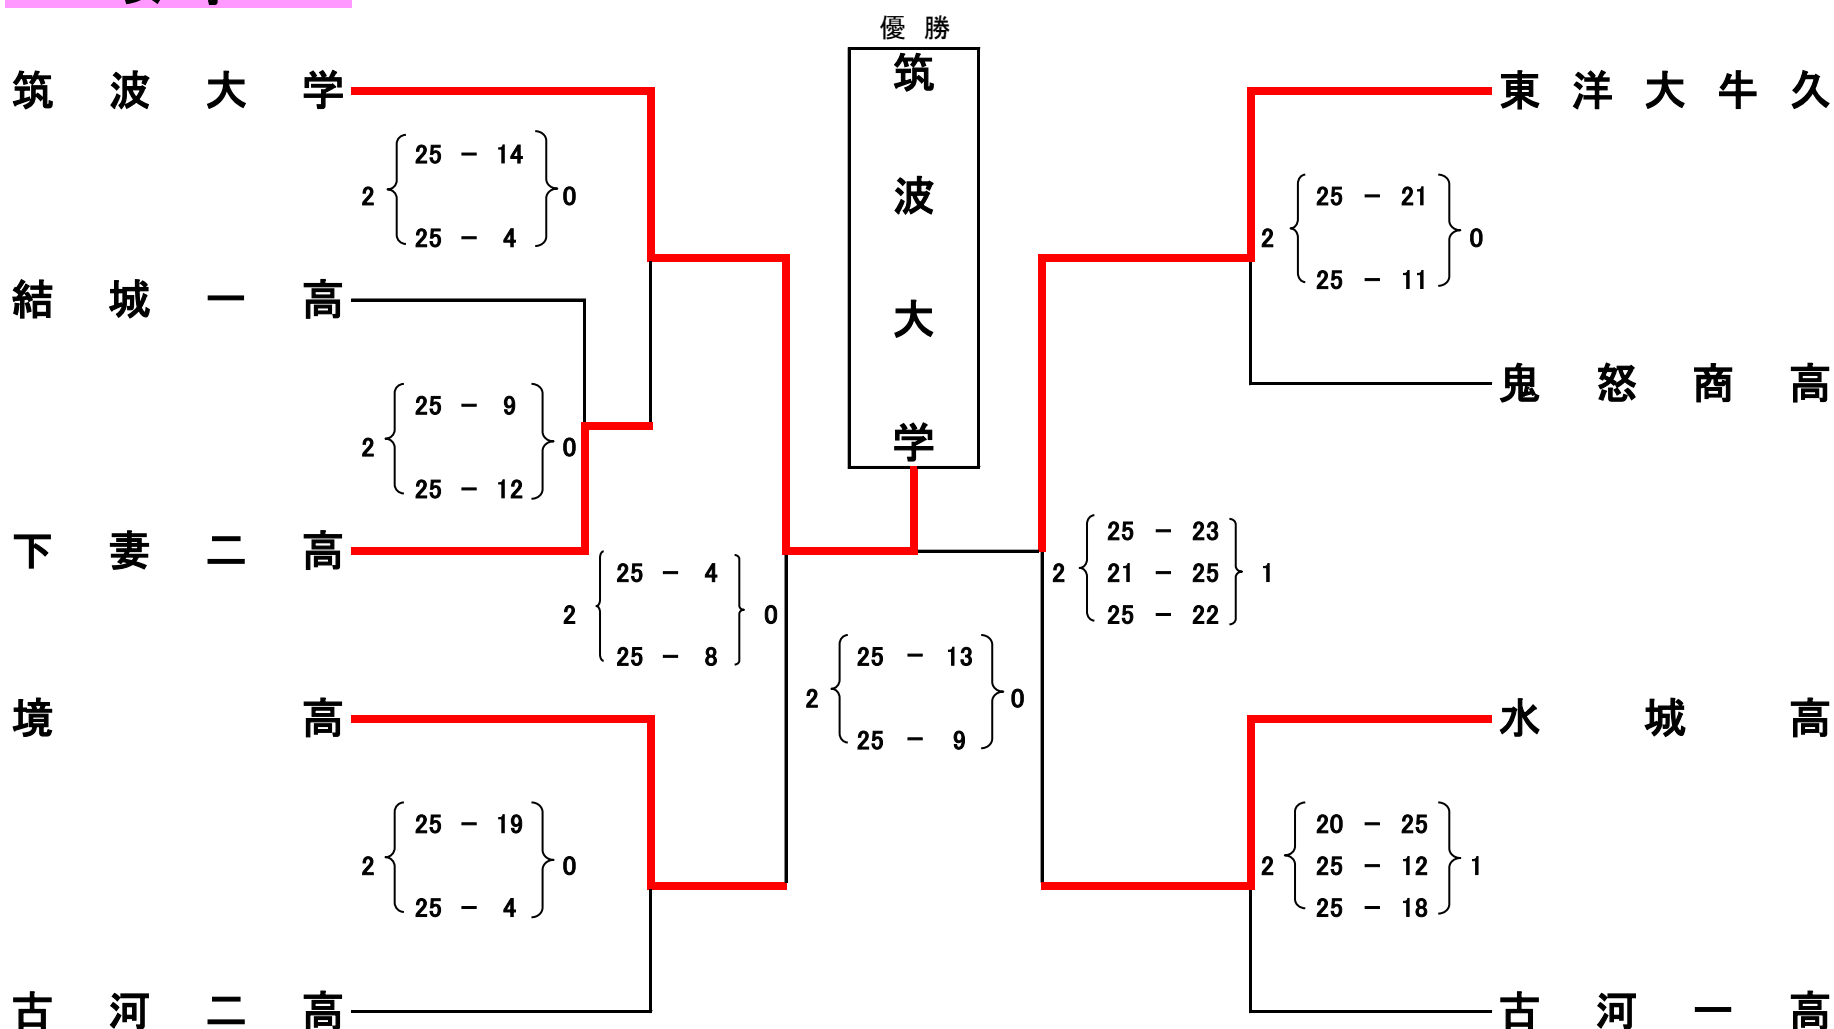 優 勝
筑波大学
筑波大学
2 25 － 14 0
25 － 4
結城一高
2 25 － 9 0
25 － 12
下妻二高
2 25 － 4 0
25 － 8
境高
2 25 － 19 0
25 － 4
古河二高
2 25 － 13 0
25 － 9
東洋大牛久
2 25 － 21 0
25 － 11
鬼怒商高
2 25 － 23 1
21 － 25
25 － 22
水城高
2 20 － 25 1
25 － 12
25 － 18
古河一高